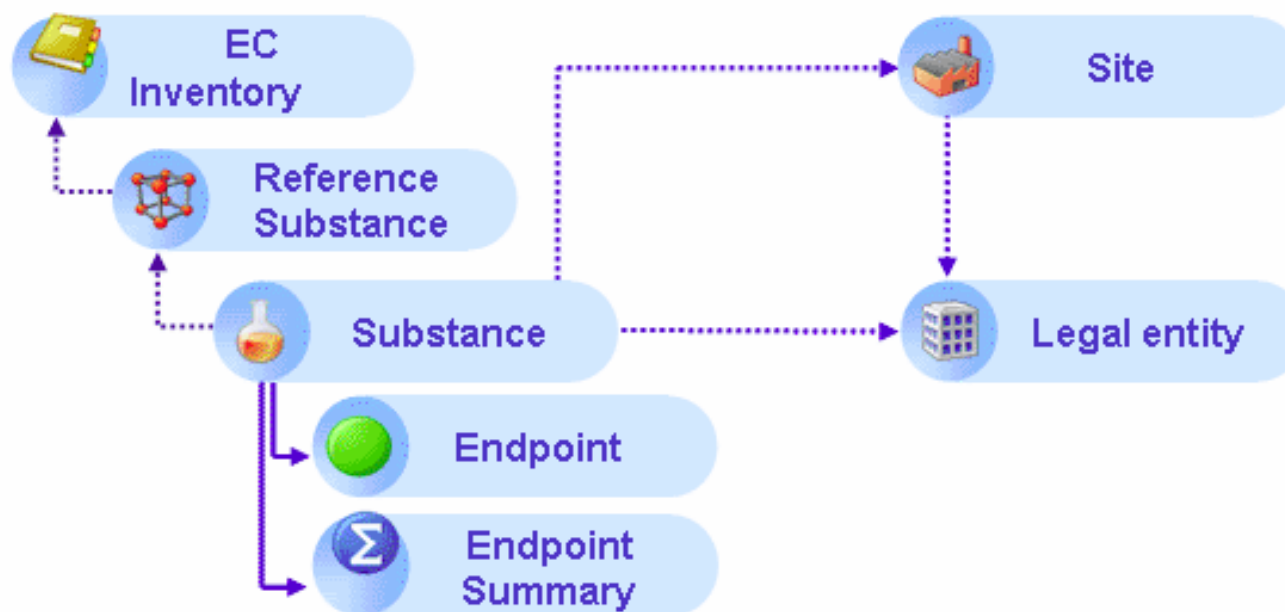 EC
Inventory
Site
Reference
Substance
Substance
Legal entity
Endpoint
Σ
Endpoint
Summary